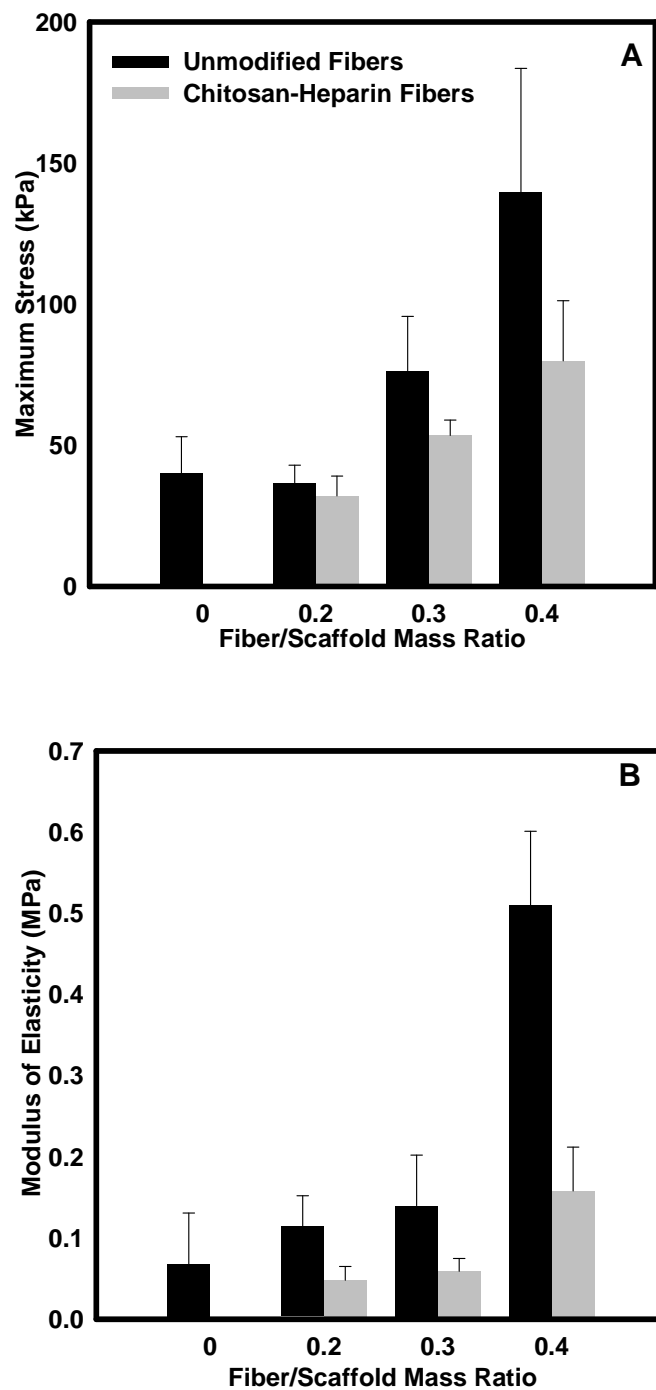 200
A
Unmodified Fibers
Chitosan-Heparin Fibers
150
100
50
0
Maximum Stress (kPa)
0 0.2 0.3 0.4
Fiber/Scaffold Mass Ratio
0.7
B
0.6
0.5
0.4
0.3
0.2
0.1
0.0
Modulus of Elasticity (MPa)
0 0.2 0.3 0.4
Fiber/Scaffold Mass Ratio